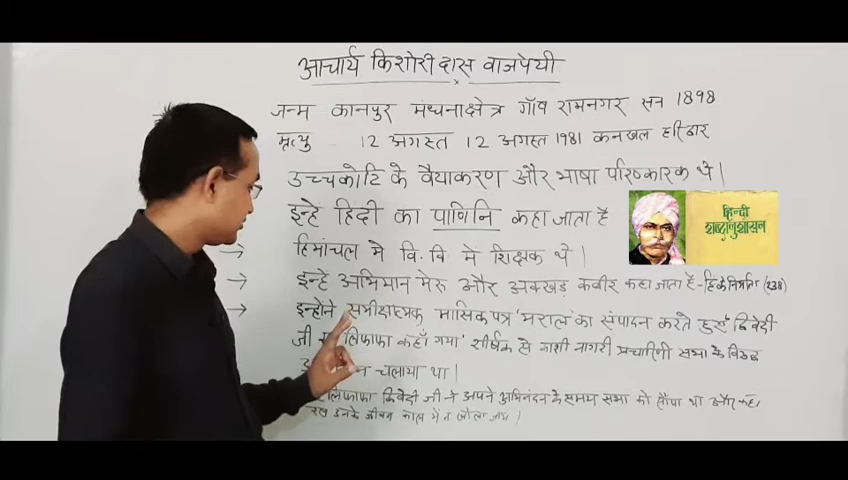 आचार्य किशोरीदास वाजपेयी
जन्म कानपुर मंधनाक्षेत्र गाँव रामनगर सन 1898
मृत्यु 12 अगस्त 12 अगस्त 1981 कनखल हरिद्वार
उच्चकोटि के वैयाकरण और भाषा परिष्कारक थे।
इन्हे हिदी का पाणिनि कहा जाता है
हिन्दी
शब्दानुशासन
हिमांचल मे वि. वि मे शिक्षक थे।
इन्हे अभिमान मेरु और अक्खड़ कबीर कहा जाता है - हि के निर्माता (238)
इन्होने समीक्षात्मक मासिक पत्र 'मराल' का संपादन करते हुए द्विवेदी
जी लिफाफा कहाँ गया' शीर्षक से काशी नागरी प्रचारिणी सभा के विरुद्ध
चलाया था।
लिफाफा द्विवेदी जी ने अपने अभिनंदन के समय सभा को सौंपा था और कहा
इनके जीवन काल में न खोला जाय।